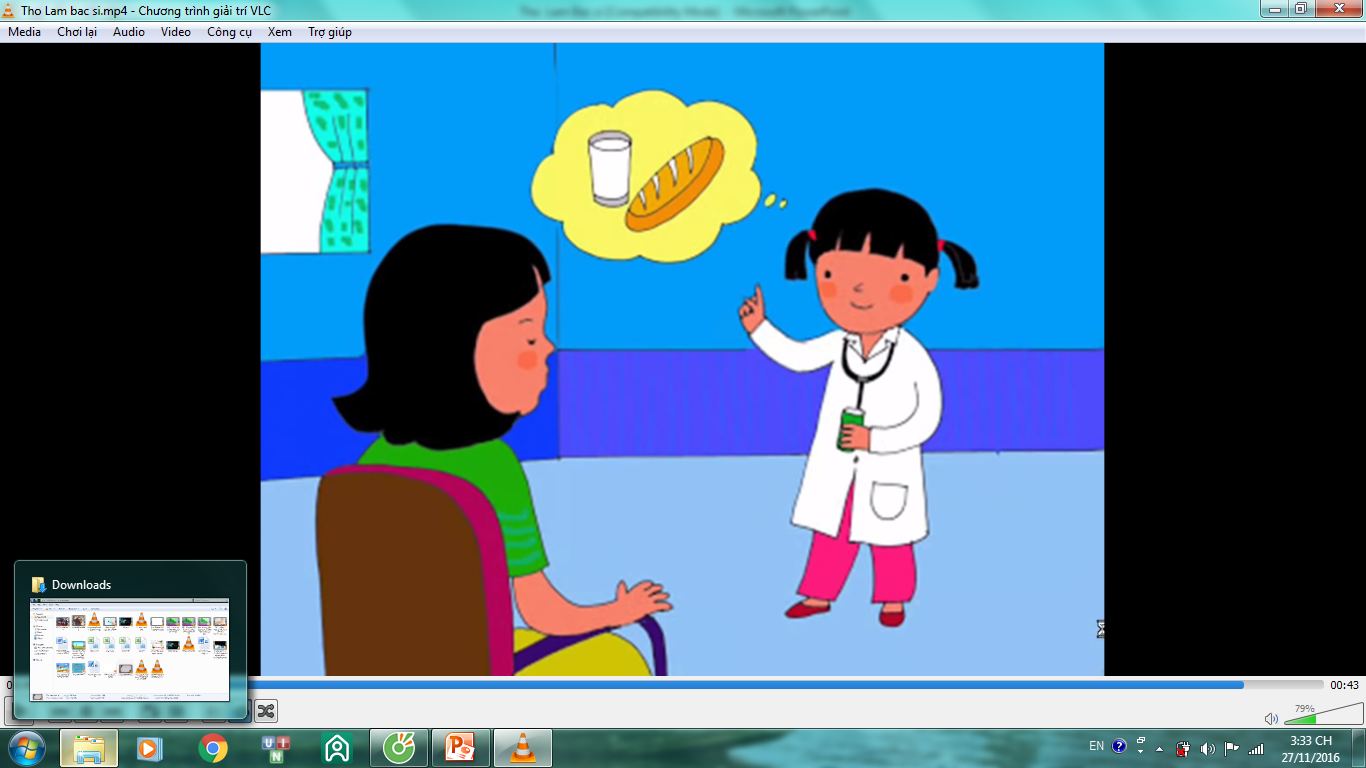 Tho Lam bac si.mp4 - Chương trình giải trí VLC
Media Chơi lại Audio Video Công cụ Xem Trợ giúp
Downloads
00:43
79%
EN
3:33 CH
27/11/2016